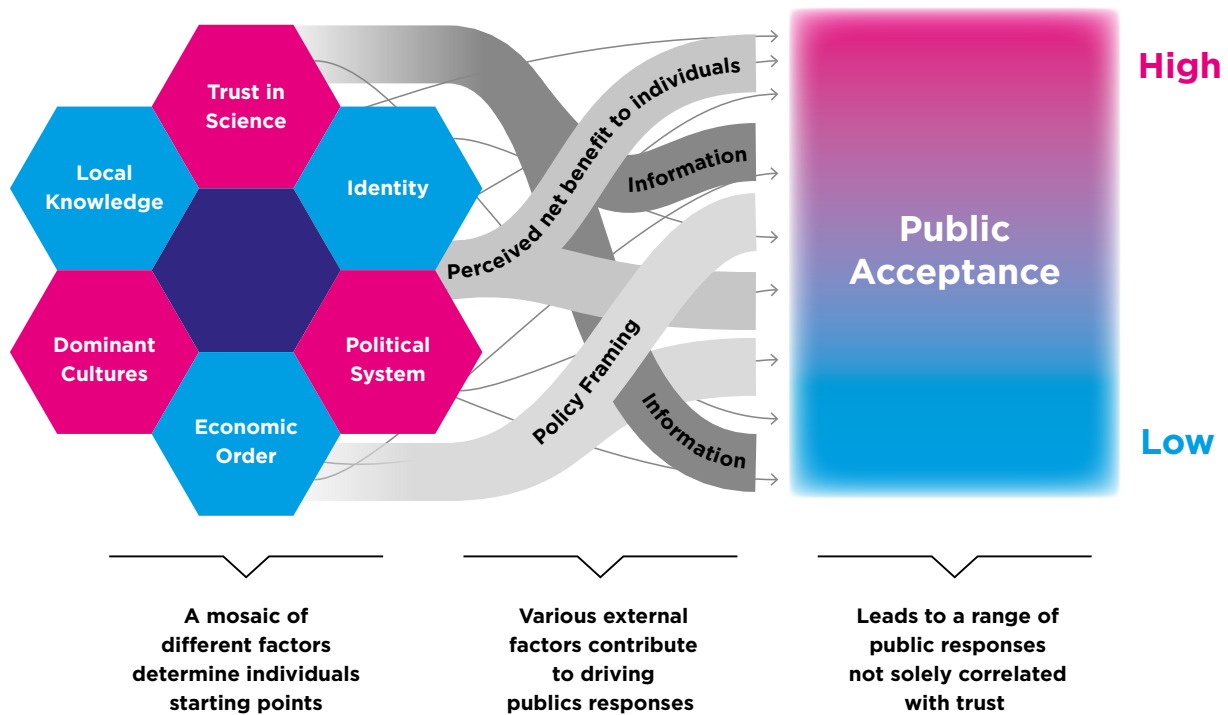 Trust in
Science
Local
Knowledge
Identity
Dominant
Cultures
Political
System
Economic
Order
Perceived net benefit to individuals
Information
Policy Framing
Information
Public
Acceptance
High
Low
A mosaic of
different factors
determine individuals
starting points
Various external
factors contribute
to driving
publics responses
Leads to a range of
public responses
not solely correlated
with trust